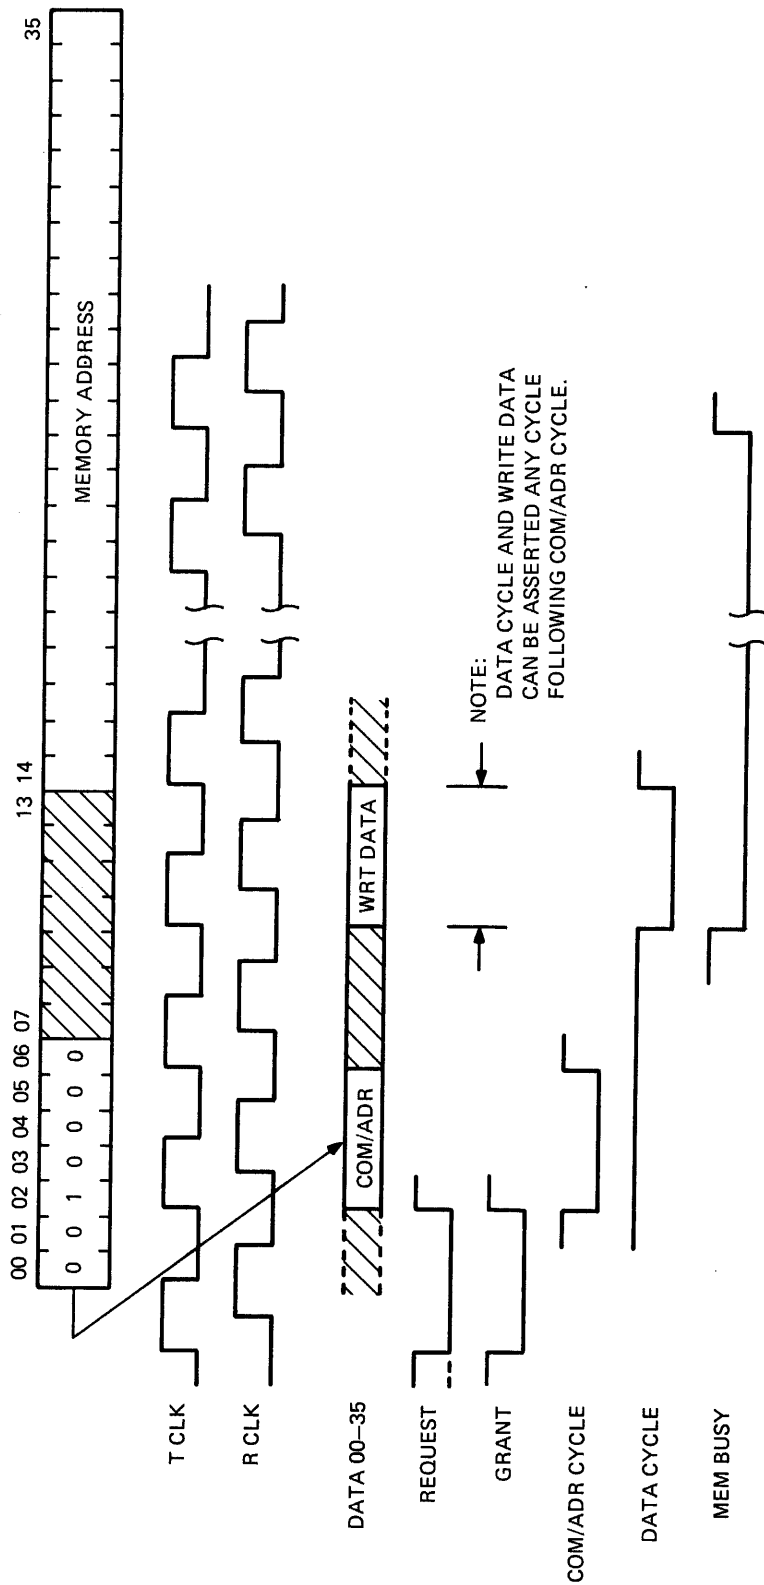 00 01 02 03 04 05 06 07 13 14 35
0 0 1 0 0 0 0 MEMORY ADDRESS
T CLK
R CLK
DATA 00–35 COM/ADR WRT DATA
REQUEST
GRANT
NOTE:
DATA CYCLE AND WRITE DATA
CAN BE ASSERTED ANY CYCLE
FOLLOWING COM/ADR CYCLE.
COM/ADR CYCLE
DATA CYCLE
MEM BUSY